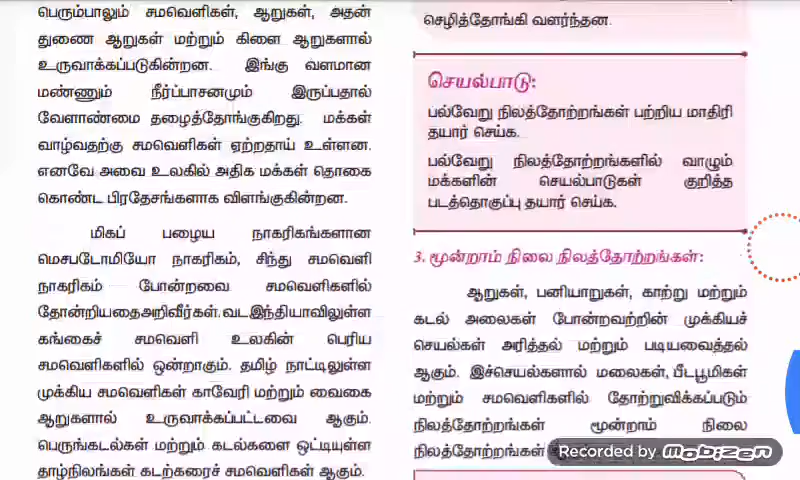 பெரும்பாலும் சமவெளிகள், ஆறுகள், அதன்
துணை ஆறுகள் மற்றும் கிளை ஆறுகளால்
உருவாக்கப்படுகின்றன. இங்கு வளமான
மண்ணும் நீர்ப்பாசனமும் இருப்பதால்
வேளாண்மை தழைத்தோங்குகிறது. மக்கள்
வாழ்வதற்கு சமவெளிகள் ஏற்றதாய் உள்ளன.
எனவே அவை உலகில் அதிக மக்கள் தொகை
கொண்ட பிரதேசங்களாக விளங்குகின்றன.
மிகப் பழைய நாகரிகங்களான
மெசபடோமியோ நாகரிகம், சிந்து சமவெளி
நாகரிகம் போன்றவை சமவெளிகளில்
தோன்றியதைஅறிவீர்கள். வடஇந்தியாவிலுள்ள
கங்கைச் சமவெளி உலகின் பெரிய
சமவெளிகளில் ஒன்றாகும். தமிழ் நாட்டிலுள்ள
முக்கிய சமவெளிகள் காவேரி மற்றும் வைகை
ஆறுகளால் உருவாக்கப்பட்டவை ஆகும்.
பெருங்கடல்கள் மற்றும் கடல்களை ஒட்டியுள்ள
தாழ்நிலங்கள் கடற்கரைச் சமவெளிகள் ஆகும்.
செழித்தோங்கி வளர்ந்தன.
செயல்பாடு:
பல்வேறு நிலத்தோற்றங்கள் பற்றிய மாதிரி
தயார் செய்க.
பல்வேறு நிலத்தோற்றங்களில் வாழும்
மக்களின் செயல்பாடுகள் குறித்த
படத்தொகுப்பு தயார் செய்க.
3. மூன்றாம் நிலை நிலத்தோற்றங்கள்:
ஆறுகள், பனியாறுகள், காற்று மற்றும்
கடல் அலைகள் போன்றவற்றின் முக்கியச்
செயல்கள் அரித்தல் மற்றும் படியவைத்தல்
ஆகும். இச்செயல்களால் மலைகள், பீடபூமிகள்
மற்றும் சமவெளிகளில் தோற்றுவிக்கப்படும்
நிலத்தோற்றங்கள் மூன்றாம் நிலை
நிலத்தோற்றங்கள்
Recorded by Mobizen